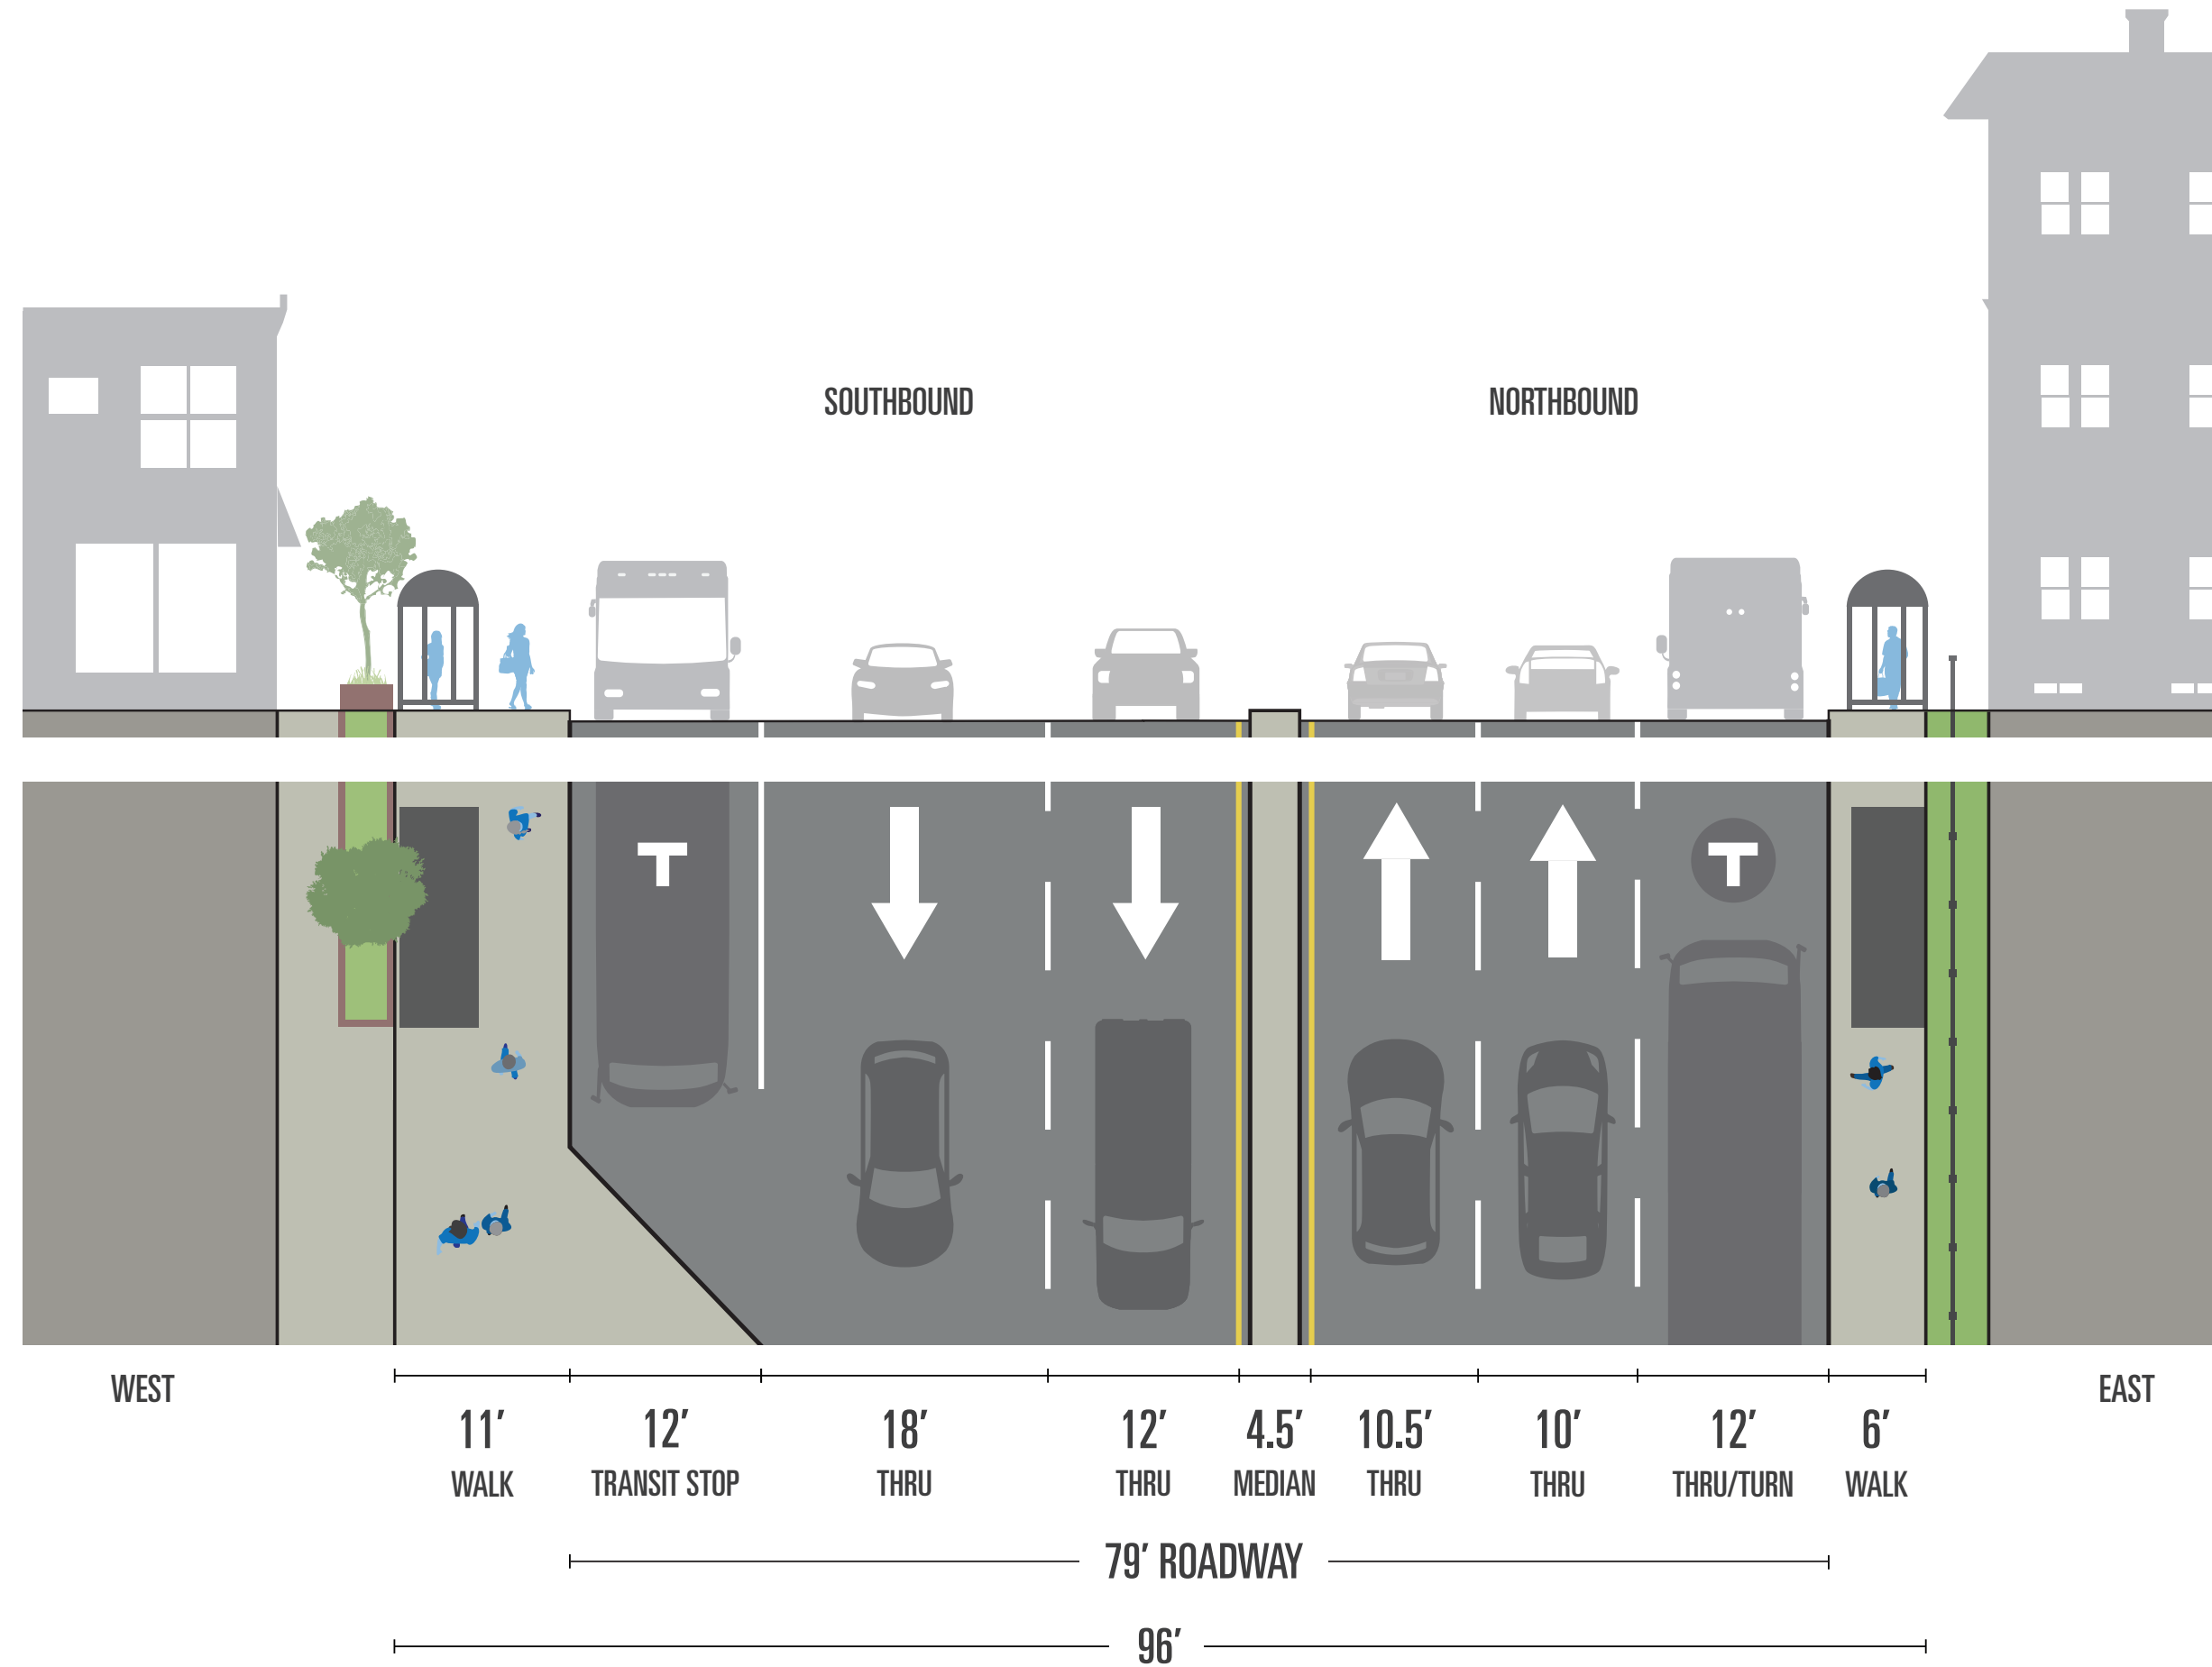 SOUTHBOUND NORTHBOUND
T T
WEST EAST
11' 12' 18' 12' 4.5' 10.5' 10' 12' 6'
WALK TRANSIT STOP THRU THRU MEDIAN THRU THRU THRU/TURN WALK
79' ROADWAY
96'